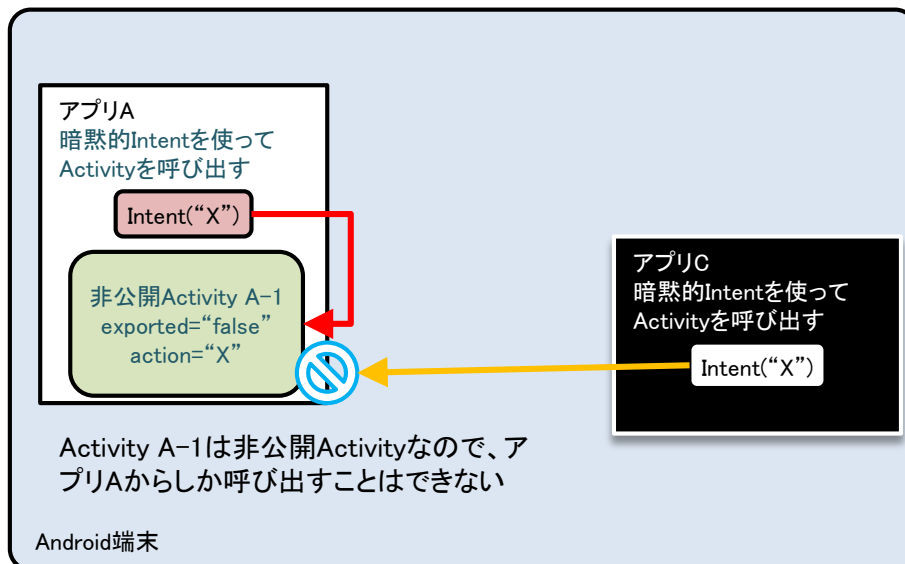 アプリA
暗黙的Intentを使って
Activityを呼び出す
Intent(“X”)
非公開Activity A-1
exported=“false”
action=“X”
アプリC
暗黙的Intentを使って
Activityを呼び出す
Intent(“X”)
Activity A-1は非公開Activityなので、ア
プリAからしか呼び出すことはできない
Android端末